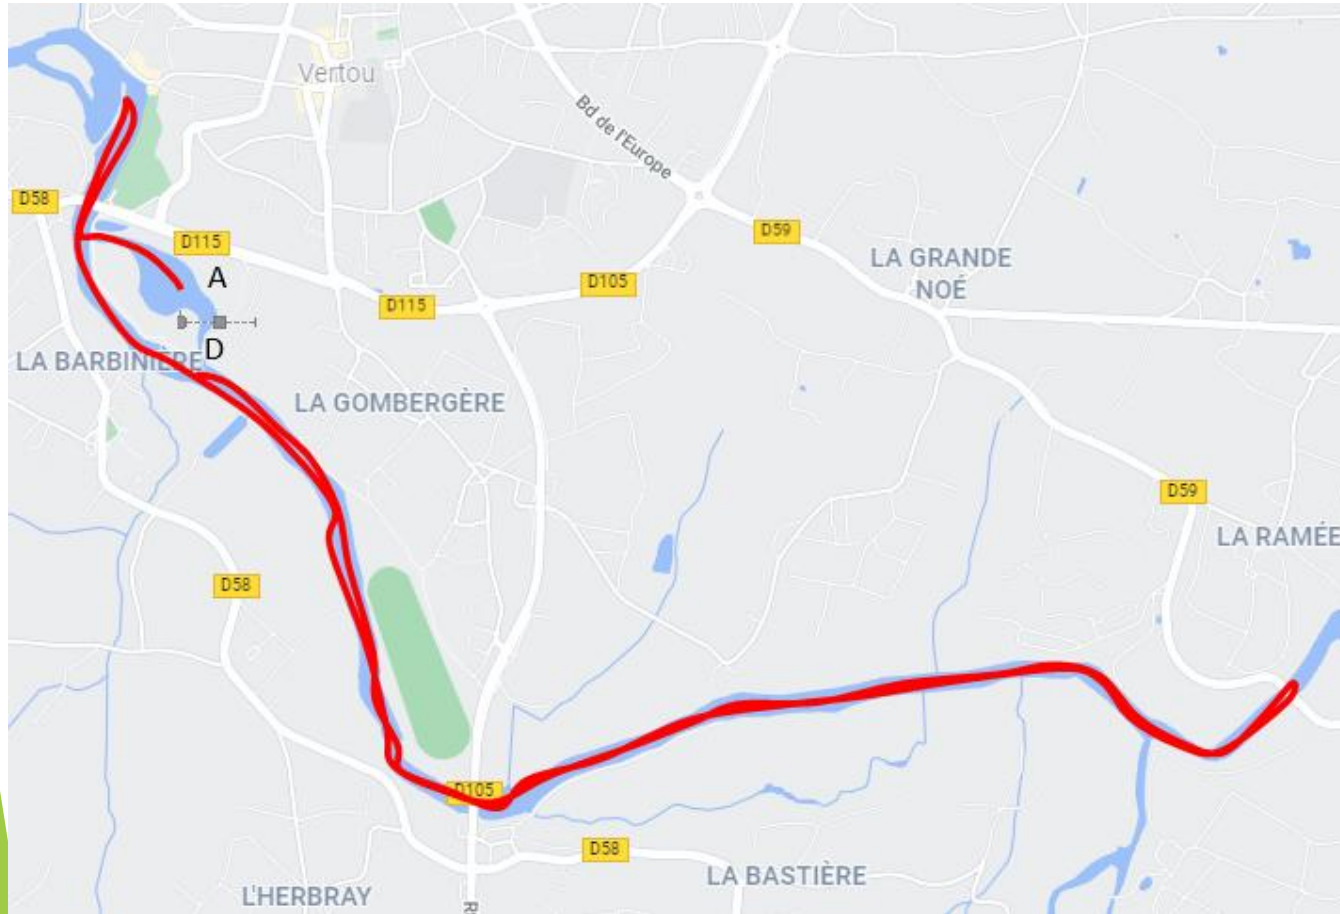 Vertou
Bd de l'Europe
D58
D59
D115
LA GRANDE
NOÉ
A
D105
D115
D
LA BARBINIÈRE
LA GOMBERGÈRE
D59
LA RAMÉE
D58
D105
D58
LA BASTIÈRE
L'HERBRAY